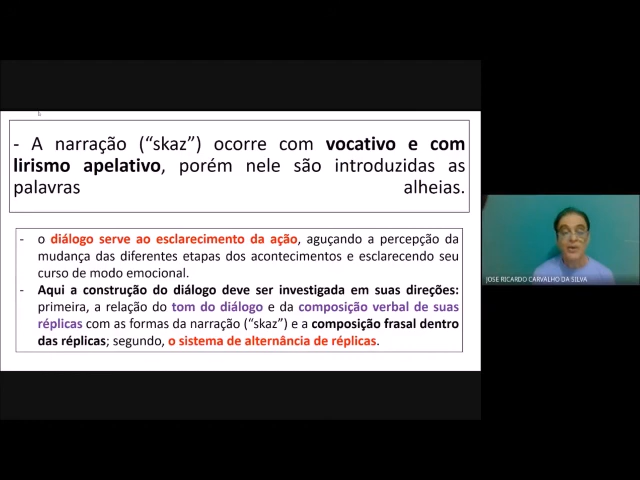 - A narração (“skaz”) ocorre com vocativo e com
lirismo apelativo, porém nele são introduzidas as
palavras alheias.
- o diálogo serve ao esclarecimento da ação, aguçando a percepção da
mudança das diferentes etapas dos acontecimentos e esclarecendo seu
curso de modo emocional.
- Aqui a construção do diálogo deve ser investigada em suas direções:
primeira, a relação do tom do diálogo e da composição verbal de suas
réplicas com as formas da narração (“skaz”) e a composição frasal dentro
das réplicas; segundo, o sistema de alternância de réplicas.
JOSE RICARDO CARVALHO DA SILVA